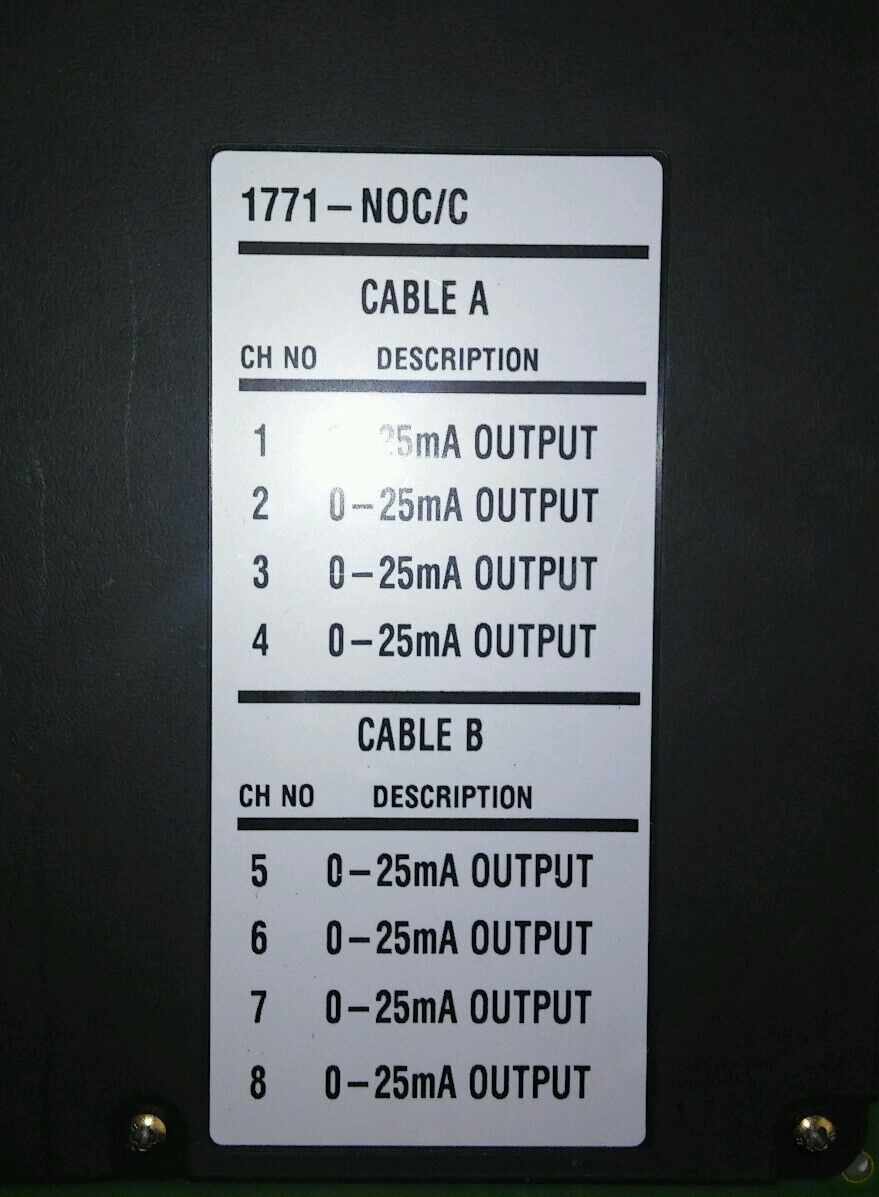 1771-NOC/C
CABLE A
CH NO DESCRIPTION
1 25mA OUTPUT
2 0-25mA OUTPUT
3 0-25mA OUTPUT
4 0-25mA OUTPUT
CABLE B
CH NO DESCRIPTION
5 0-25mA OUTPUT
6 0-25mA OUTPUT
7 0-25mA OUTPUT
8 0-25mA OUTPUT